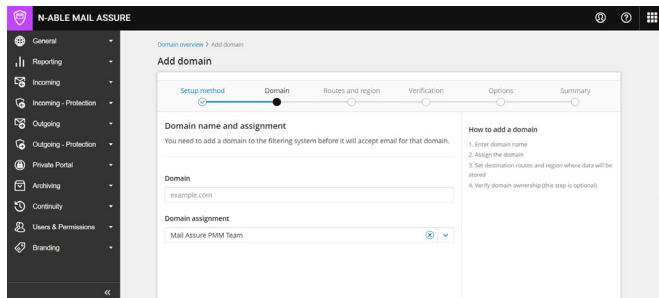 N-ABLE MAIL ASSURE
General
Reporting
Incoming
Incoming - Protection
Outgoing
Outgoing - Protection
Private Portal
Archiving
Continuity
Users & Permissions
Branding
Domain overview > Add domain
Add domain
Setup method Domain Routes and region Verification Options Summary
Domain name and assignment
You need to add a domain to the filtering system before it will accept email for that domain.
Domain
example.com
Domain assignment
Mail Assure PMM Team
How to add a domain
1. Enter domain name
2. Assign the domain
3. Set destination routes and region where data will be
stored
4. Verify domain ownership (this step is optional)